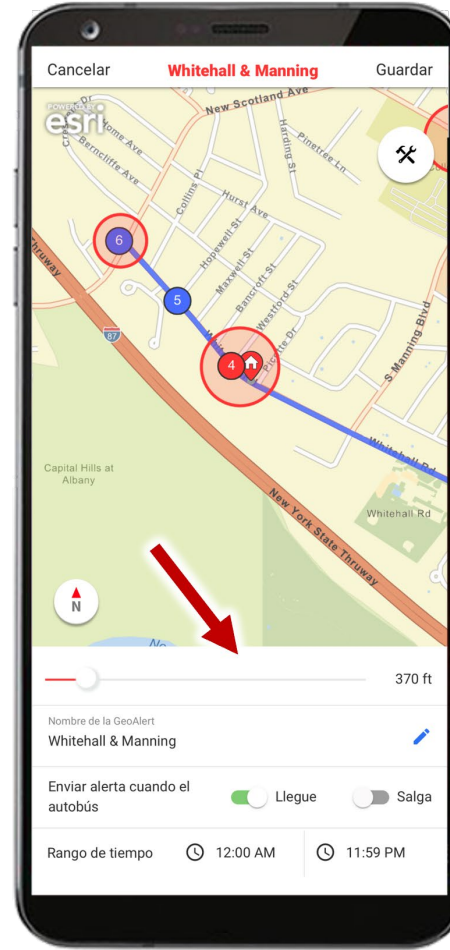 Cancelar Whitehall & Manning Guardar
POWERED BY
esri
New Scotland Ave
Home Ave
Berncliffe Ave
Collins Pl
Harding St
Pinetree Ln
Hurst Ave
Hopewell St
Maxwell St
Bancroft St
Westford St
Picotte Dr
S Manning Blvd
Thruway
6
5
4
87
Whitehall Rd
Capital Hills at
Albany
Whitehall Rd
New York State Thruway
N
370 ft
Nombre de la GeoAlert
Whitehall & Manning
Enviar alerta cuando el
autobús
Llegue Salga
Rango de tiempo 12:00 AM 11:59 PM